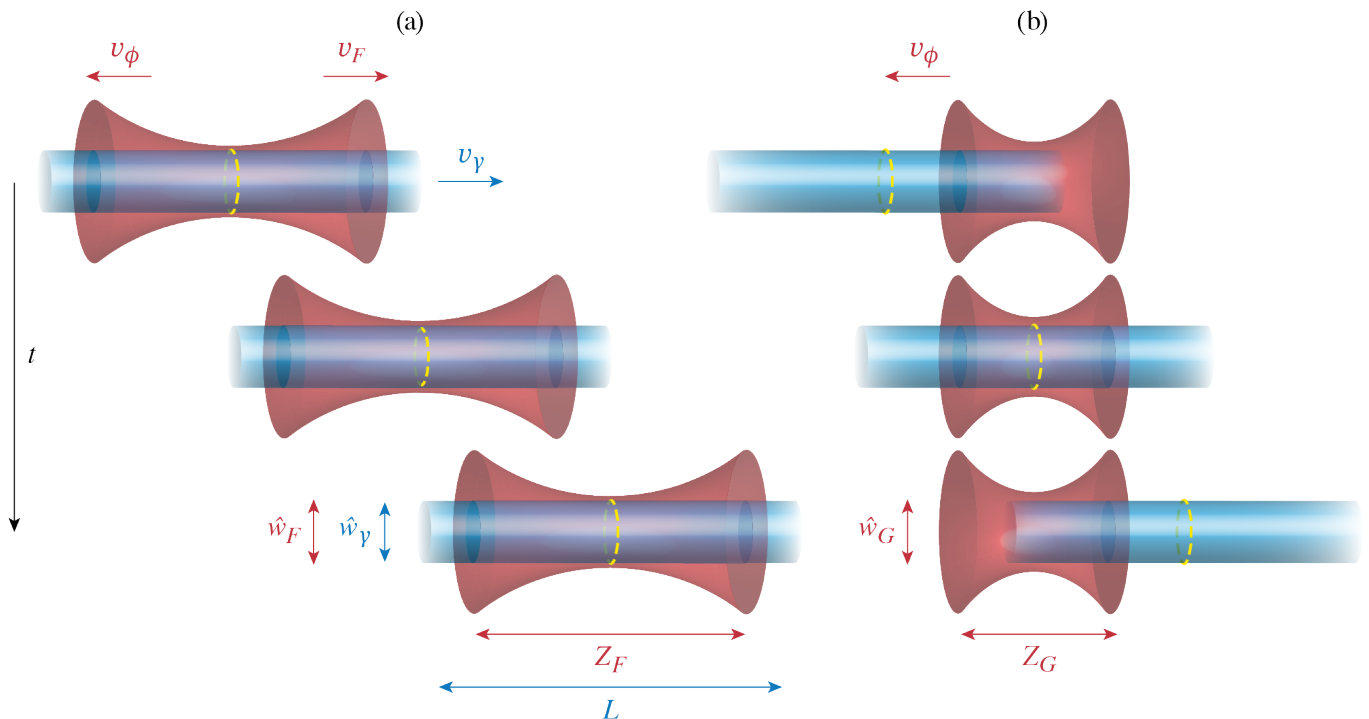 (a) (b)
v_ϕ v_F v_ϕ
v_γ
t
ŵ_F ŵ_γ ŵ_G
Z_F Z_G
L